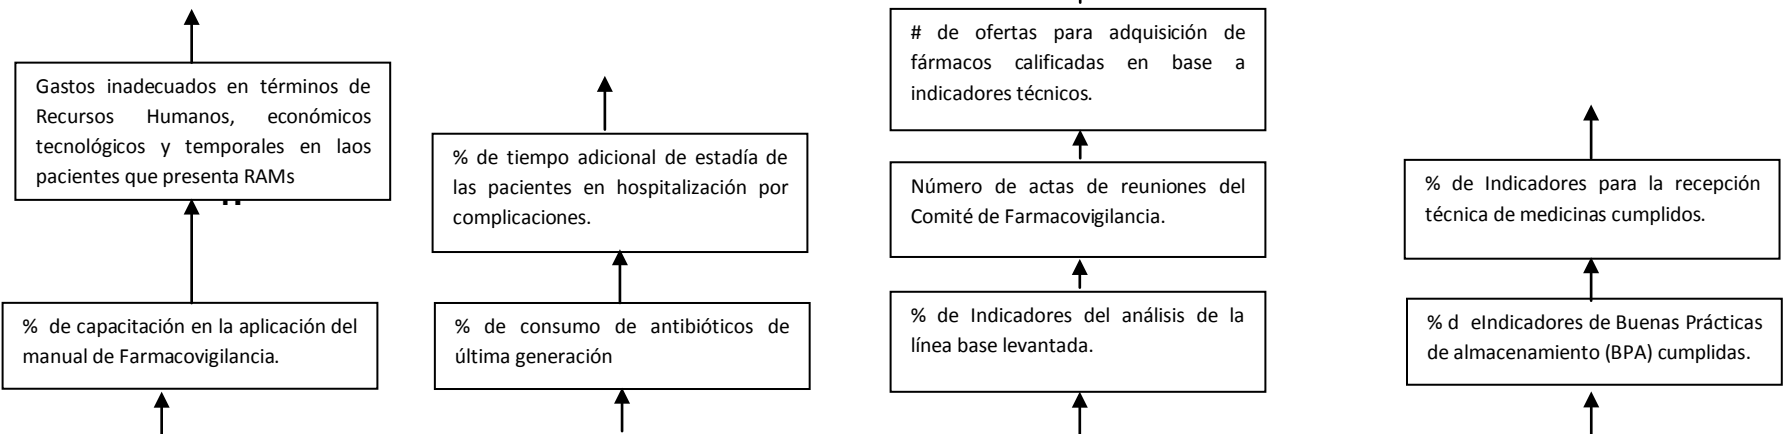 Gastos inadecuados en términos de
Recursos Humanos, económicos
tecnológicos y temporales en laos
pacientes que presenta RAMs
% de capacitación en la aplicación del
manual de Farmacovigilancia.
% de tiempo adicional de estadía de
las pacientes en hospitalización por
complicaciones.
% de consumo de antibióticos de
última generación
# de ofertas para adquisición de
fármacos calificadas en base a
indicadores técnicos.
Número de actas de reuniones del
Comité de Farmacovigilancia.
% de Indicadores del análisis de la
línea base levantada.
% de Indicadores para la recepción
técnica de medicinas cumplidos.
% d eIndicadores de Buenas Prácticas
de almacenamiento (BPA) cumplidas.